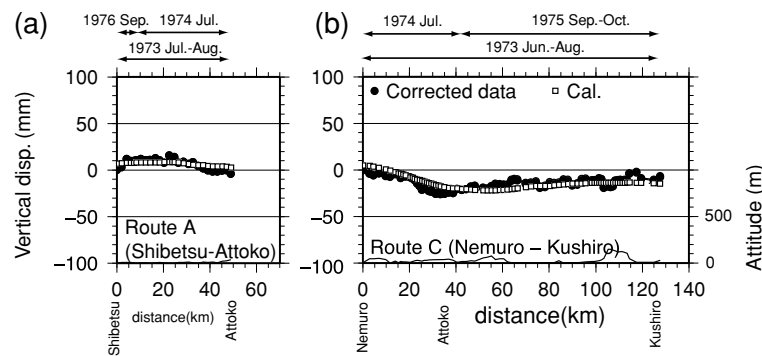 (a)
1976 Sep.
1974 Jul.
1973 Jul.-Aug.
Vertical disp. (mm)
100
50
0
−50
−100
Route A
(Shibetsu-Attoko)
0 20 40 60
distance(km)
Shibetsu
Attoko
(b)
1974 Jul.
1975 Sep.-Oct.
1973 Jun.-Aug.
100
50
0
−50
−100
Corrected data
Cal.
Route C (Nemuro – Kushiro)
500
0
Attitude (m)
0 20 40 60 80 100 120 140
distance(km)
Nemuro
Attoko
Kushiro